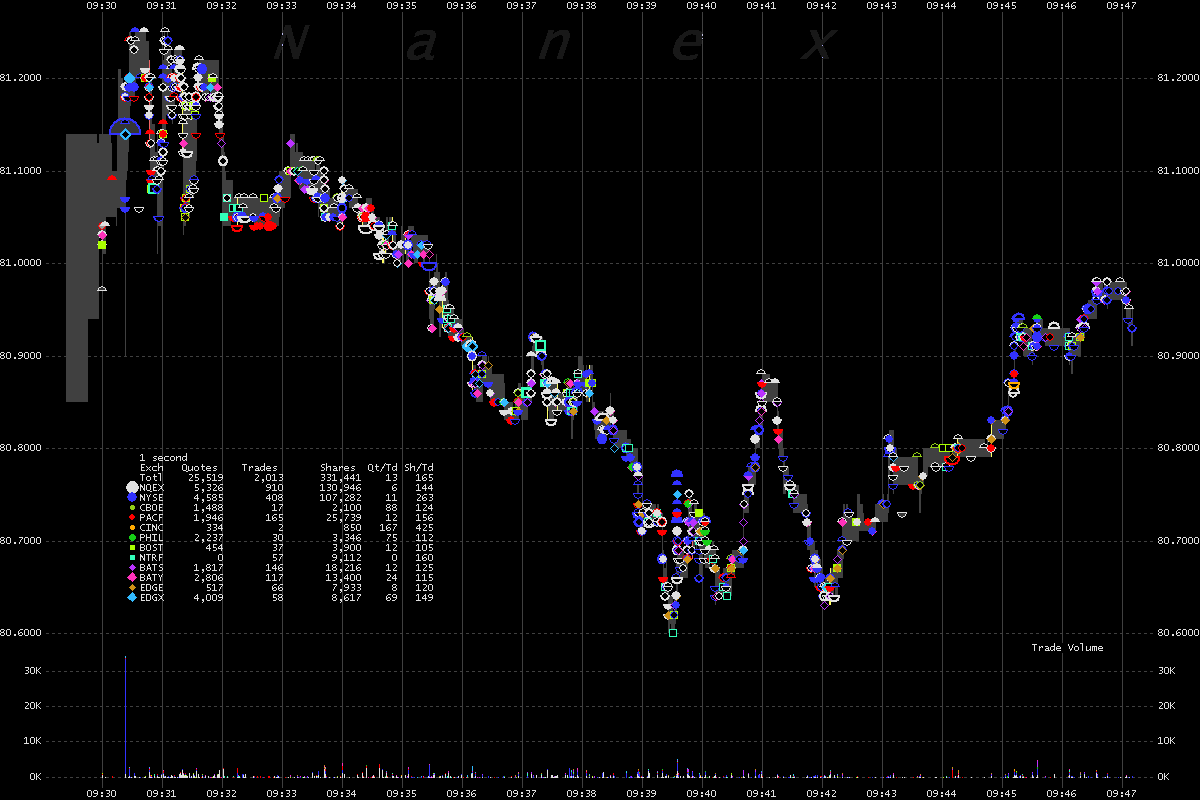 09:30 09:31 09:32 09:33 09:34 09:35 09:36 09:37 09:38 09:39 09:40 09:41 09:42 09:43 09:44 09:45 09:46 09:47
Nanex
81.2000 81.2000
81.1000 81.1000
81.0000 81.0000
80.9000 80.9000
80.8000 80.8000
1 second
Exch Quotes Trades Shares Qt/Td Sh/Td
Totl 25,519 2,013 331,441 13 165
NQEX 5,326 910 130,946 6 144
NYSE 4,585 408 107,282 11 263
CBOE 1,488 17 2,100 88 124
PACF 1,946 165 25,739 12 156
CINC 334 2 850 167 425
PHIL 2,237 30 3,346 75 112
BOST 454 37 3,900 12 105
NTRF 0 57 9,112 0 160
BATS 1,817 146 18,216 12 125
BATY 2,806 117 13,400 24 115
EDGE 517 66 7,933 8 120
EDGX 4,009 58 8,617 69 149
80.7000 80.7000
80.6000 80.6000
Trade Volume
30K 30K
20K 20K
10K 10K
0K 0K
09:30 09:31 09:32 09:33 09:34 09:35 09:36 09:37 09:38 09:39 09:40 09:41 09:42 09:43 09:44 09:45 09:46 09:47